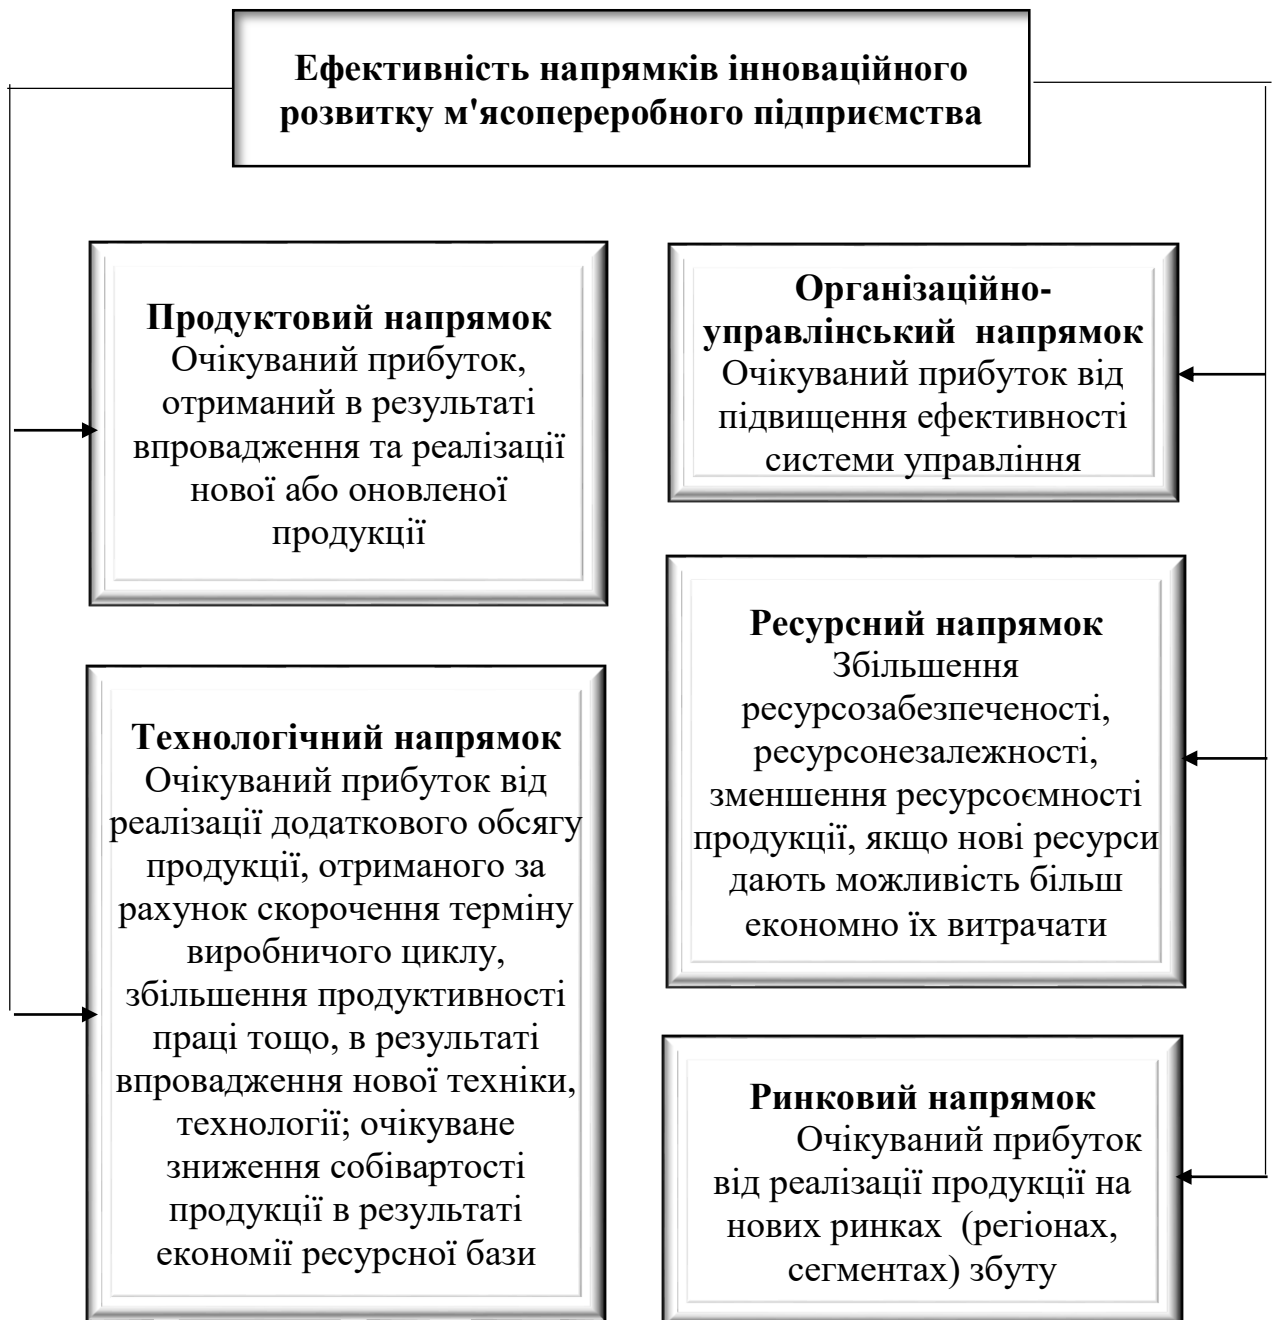 Ефективність напрямків інноваційного
розвитку м'ясопереробного підприємства
Продуктовий напрямок
Очікуваний прибуток,
отриманий в результаті
впровадження та реалізації
нової або оновленої
продукції
Технологічний напрямок
Очікуваний прибуток від
реалізації додаткового обсягу
продукції, отриманого за
рахунок скорочення терміну
виробничого циклу,
збільшення продуктивності
праці тощо, в результаті
впровадження нової техніки,
технології; очікуване
зниження собівартості
продукції в результаті
економії ресурсної бази
Організаційно-
управлінський напрямок
Очікуваний прибуток від
підвищення ефективності
системи управління
Ресурсний напрямок
Збільшення
ресурсозабезпеченості,
ресурсонезалежності,
зменшення ресурсоємності
продукції, якщо нові ресурси
дають можливість більш
економно їх витрачати
Ринковий напрямок
Очікуваний прибуток
від реалізації продукції на
нових ринках (регіонах,
сегментах) збуту